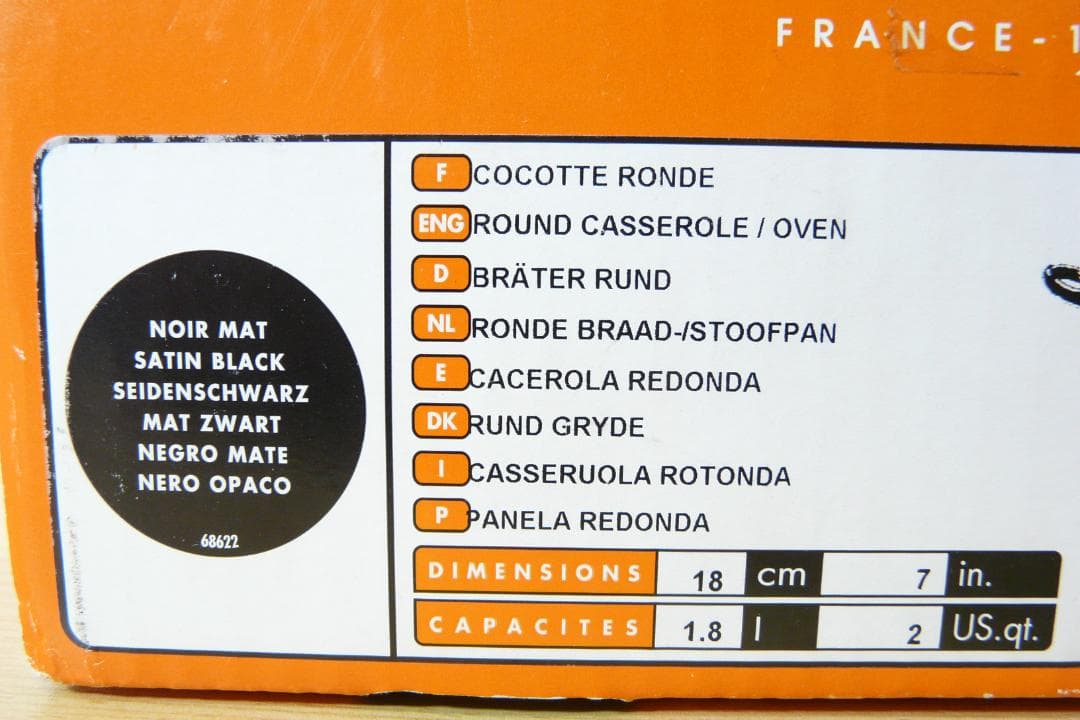 FRANCE-1
NOIR MAT
SATIN BLACK
SEIDENSCHWARZ
MAT ZWART
NEGRO MATE
NERO OPACO
68622
F COCOTTE RONDE
ENG ROUND CASSEROLE / OVEN
D BRÄTER RUND
NL RONDE BRAAD-/STOOFPAN
E CACEROLA REDONDA
DK RUND GRYDE
I CASSERUOLA ROTONDA
P PANELA REDONDA
DIMENSIONS 18 cm 7 in.
CAPACITES 1.8 l 2 US.qt.